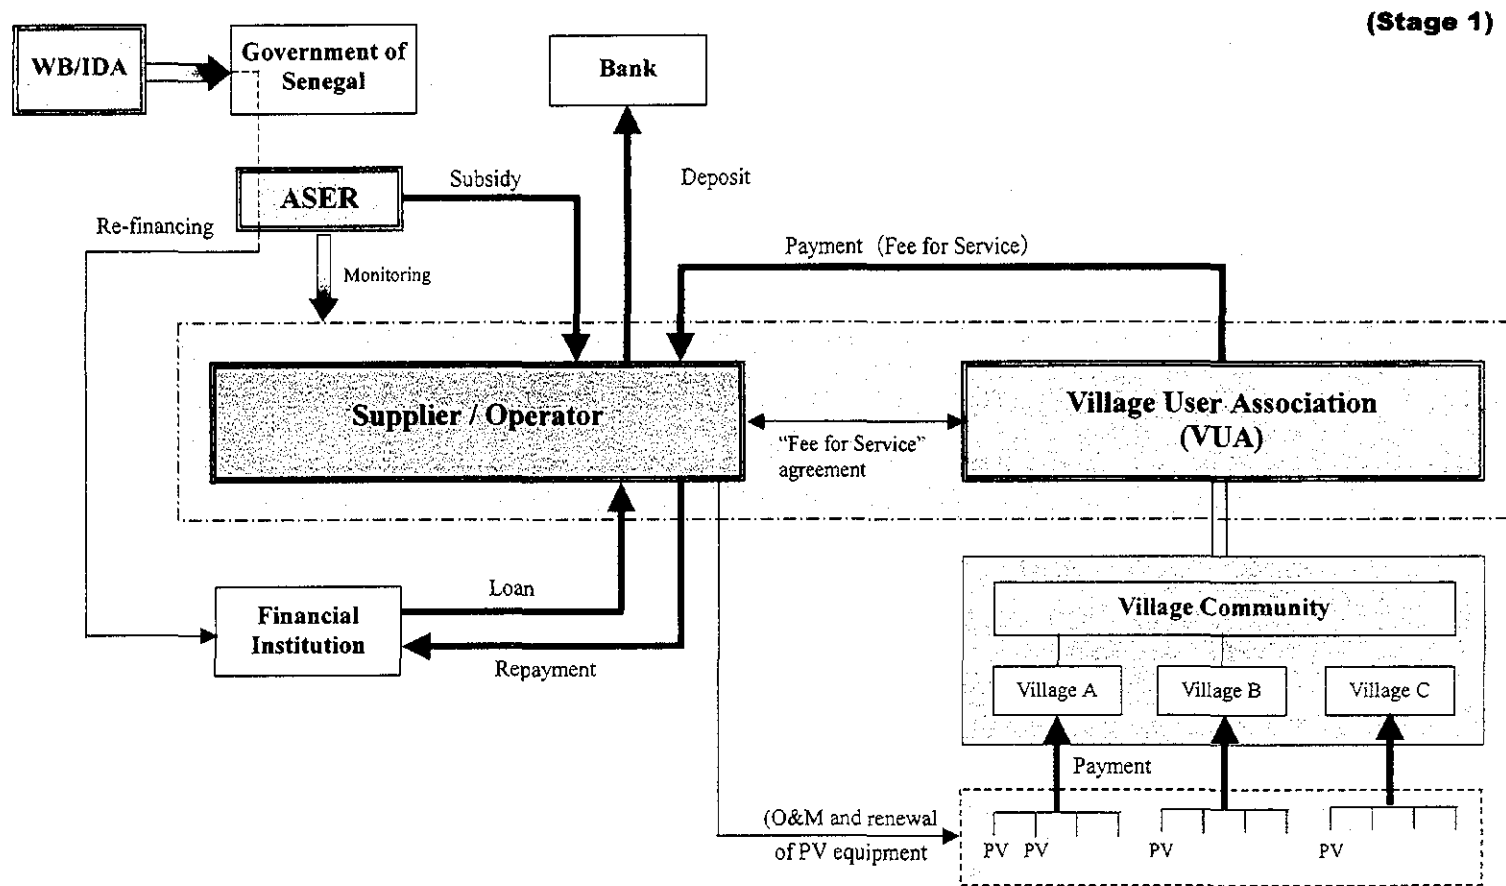 (Stage 1)
WB/IDA
Government of
Senegal
Bank
ASER
Subsidy
Deposit
Re-financing
Monitoring
Payment (Fee for Service)
Supplier / Operator
Village User Association
(VUA)
"Fee for Service"
agreement
Financial
Institution
Loan
Repayment
Village Community
Village A
Village B
Village C
Payment
(O&M and renewal
of PV equipment
PV PV PV PV